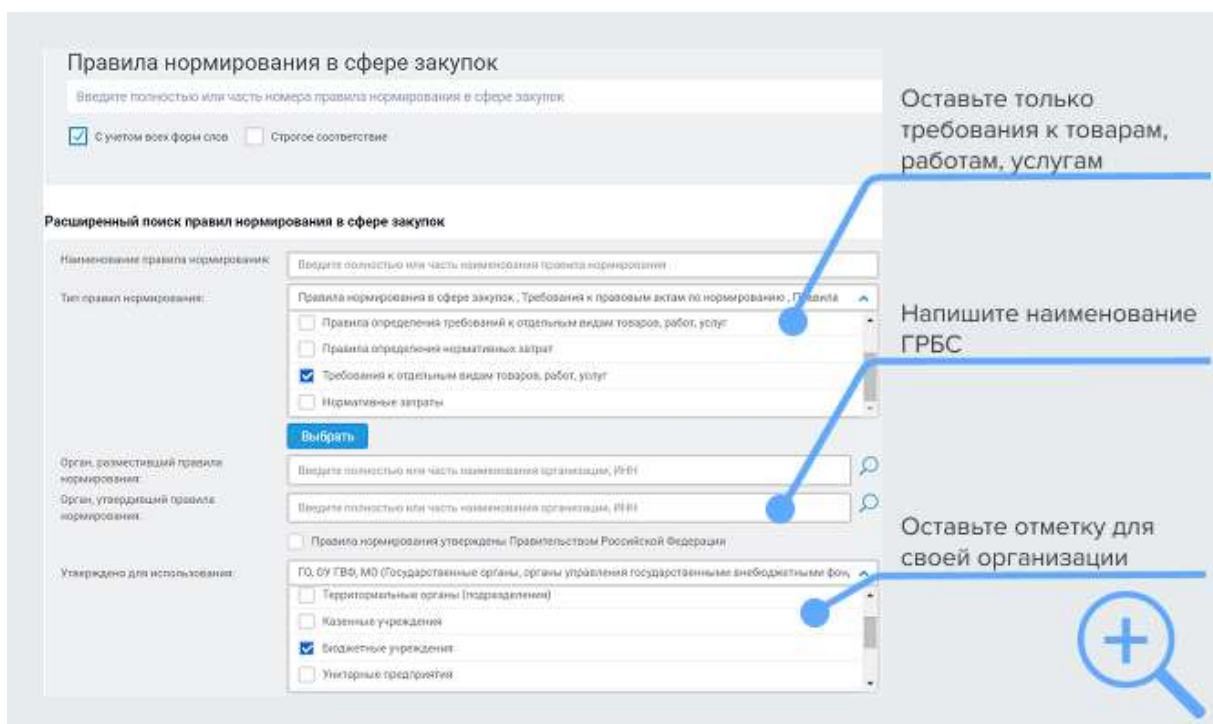 Правила нормирования в сфере закупок
Введите полностью или часть номера правила нормирования в сфере закупок
С учетом всех форм слов
Строгое соответствие
Оставьте только
требования к товарам,
работам, услугам
Расширенный поиск правил нормирования в сфере закупок
Наименование правила нормирования:
Введите полностью или часть наименования правила нормирования
Тип правил нормирования:
Правила нормирования в сфере закупок , Требования к правовым актам по нормированию , Правила
Правила определения требований к отдельным видам товаров, работ, услуг
Правила определения нормативных затрат
Требования к отдельным видам товаров, работ, услуг
Нормативные затраты
Выбрать
Напишите наименование
ГРБС
Орган, разместивший правила
нормирования:
Введите полностью или часть наименования организации, ИНН
Орган, утвердивший правила
нормирования:
Введите полностью или часть наименования организации, ИНН
Правила нормирования утверждены Правительством Российской Федерации
Оставьте отметку для
своей организации
Утверждено для использования:
ГО, ОУ ГВФ, МО (Государственные органы, органы управления государственными внебюджетными фон,
Территориальные органы (подразделения)
Казенные учреждения
Бюджетные учреждения
Унитарные предприятия